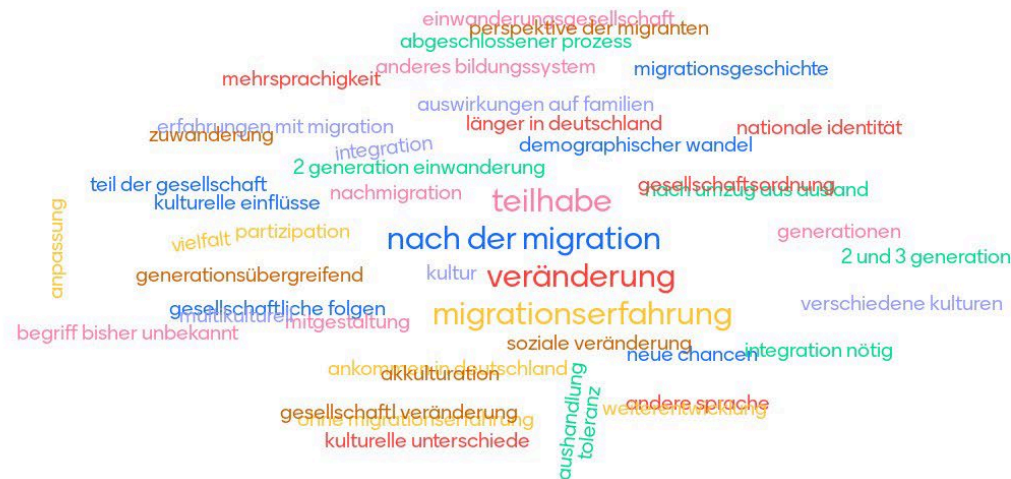 einwanderungsgesellschaft
perspektive der migranten
abgeschlossener prozess
anderes bildungssystem
migrationsgeschichte
mehrsprachigkeit
auswirkungen auf familien
länger in deutschland
nationale identität
erfahrungen mit migration
zuwanderung
integration
demographischer wandel
2 generation einwanderung
teil der gesellschaft
nachmigration
gesellschaftsordnung
nach umzug aus ausland
kulturelle einflüsse
teilhabe
anpassung
vielfalt
partizipation
nach der migration
generationen
2 und 3 generation
generationsübergreifend
kultur
veränderung
gesellschaftliche folgen
multikulturell
mitgestaltung
migrationserfahrung
verschiedene kulturen
begriff bisher unbekannt
soziale veränderung
neue chancen
integration nötig
ankommen in deutschland
akkulturation
aushandlung
toleranz
andere sprache
weiterentwicklung
gesellschaftl veränderung
ohne migrationserfahrung
kulturelle unterschiede